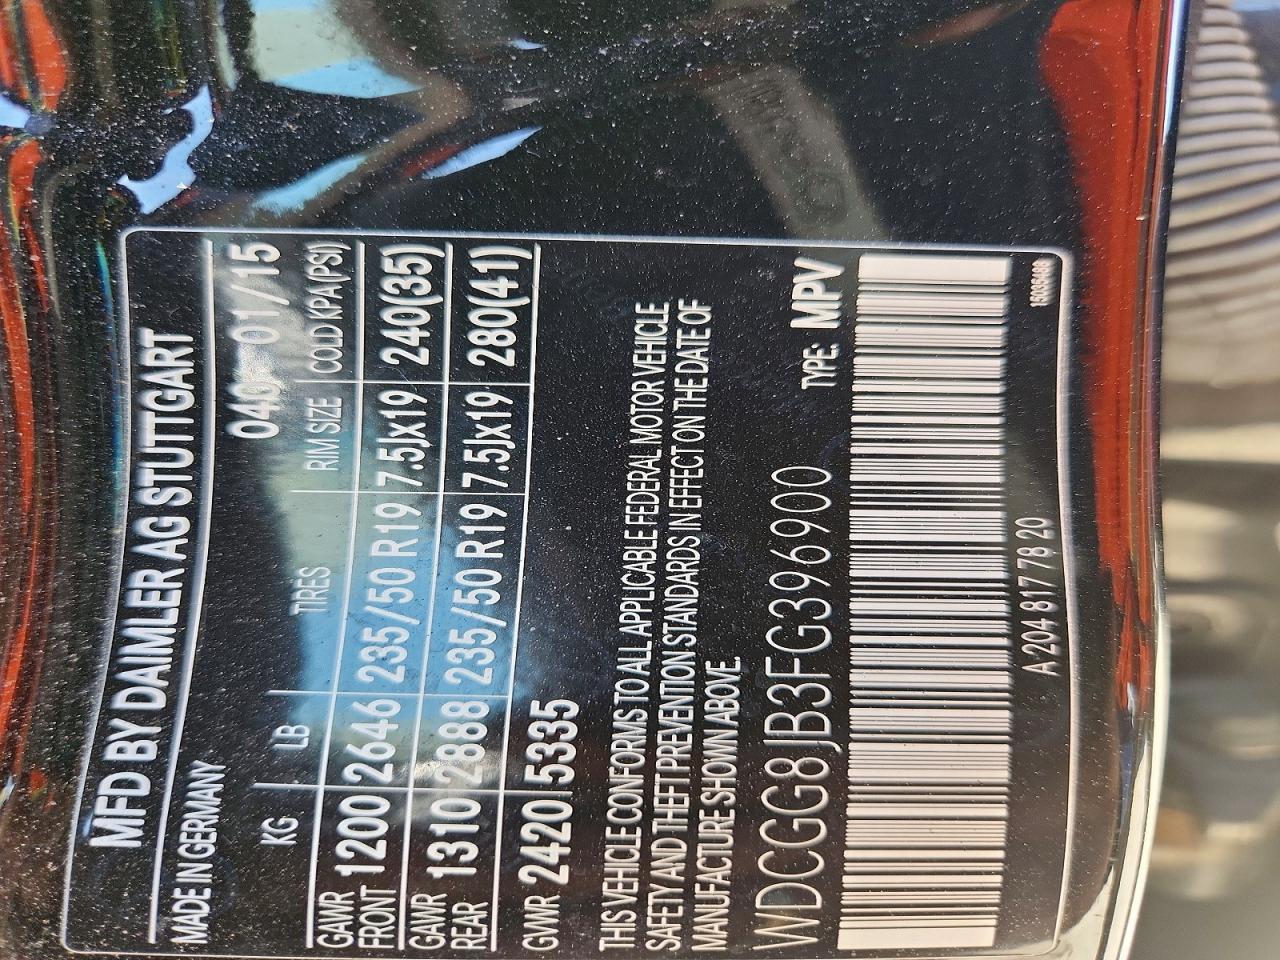 MFD BY DAIMLER AG STUTTGART
MADE IN GERMANY 040 01/15
KG LB TIRES RIM SIZE COLD KPA(PSI)
GAWR FRONT 1200 2646 235/50 R19 7.5Jx19 240(35)
GAWR REAR 1310 2888 235/50 R19 7.5Jx19 280(41)
GVWR 2420 5335
THIS VEHICLE CONFORMS TO ALL APPLICABLE FEDERAL MOTOR VEHICLE
SAFETY AND THEFT PREVENTION STANDARDS IN EFFECT ON THE DATE OF
MANUFACTURE SHOWN ABOVE.
WDCGG8JB3FG396900 TYPE: MPV
A 204 817 78 20